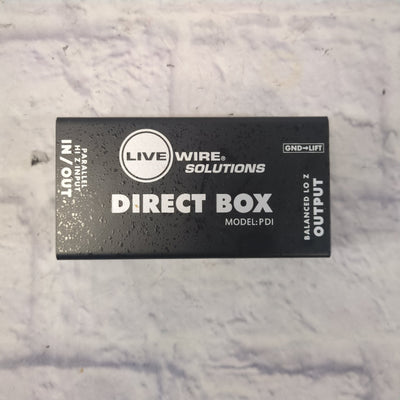 LIVE WIRE®
SOLUTIONS
DIRECT BOX
MODEL:PDI
PARALLEL
HI Z INPUT
IN/OUT
GND→LIFT
BALANCED LO Z
OUTPUT